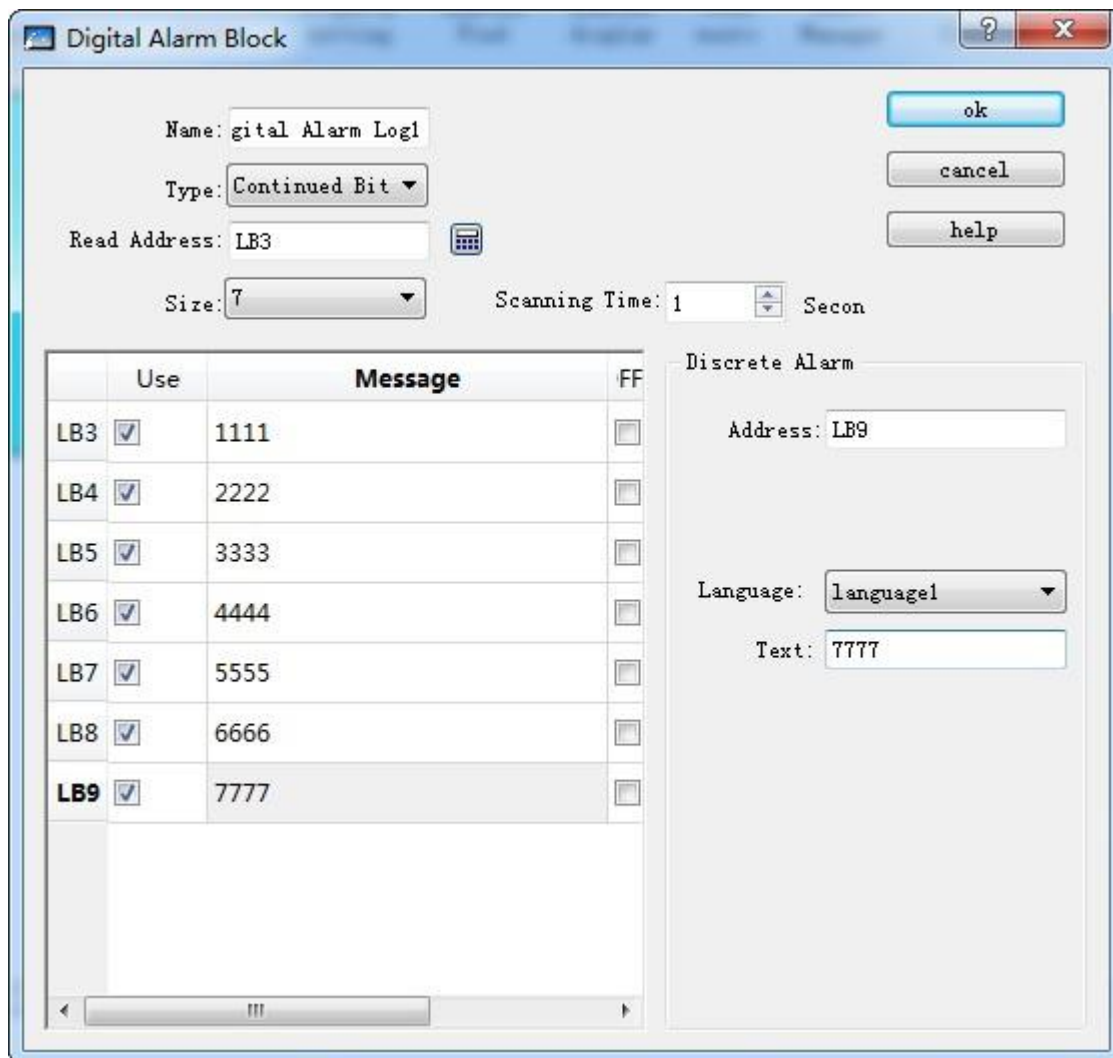 Digital Alarm Block
Name: gital Alarm Log1
ok
Type: Continued Bit
cancel
Read Address: LB3
help
Size: 7
Scanning Time: 1 Secon
Use Message FF
Discrete Alarm
LB3 1111
Address: LB9
LB4 2222
LB5 3333
LB6 4444
Language: language1
LB7 5555
Text: 7777
LB8 6666
LB9 7777